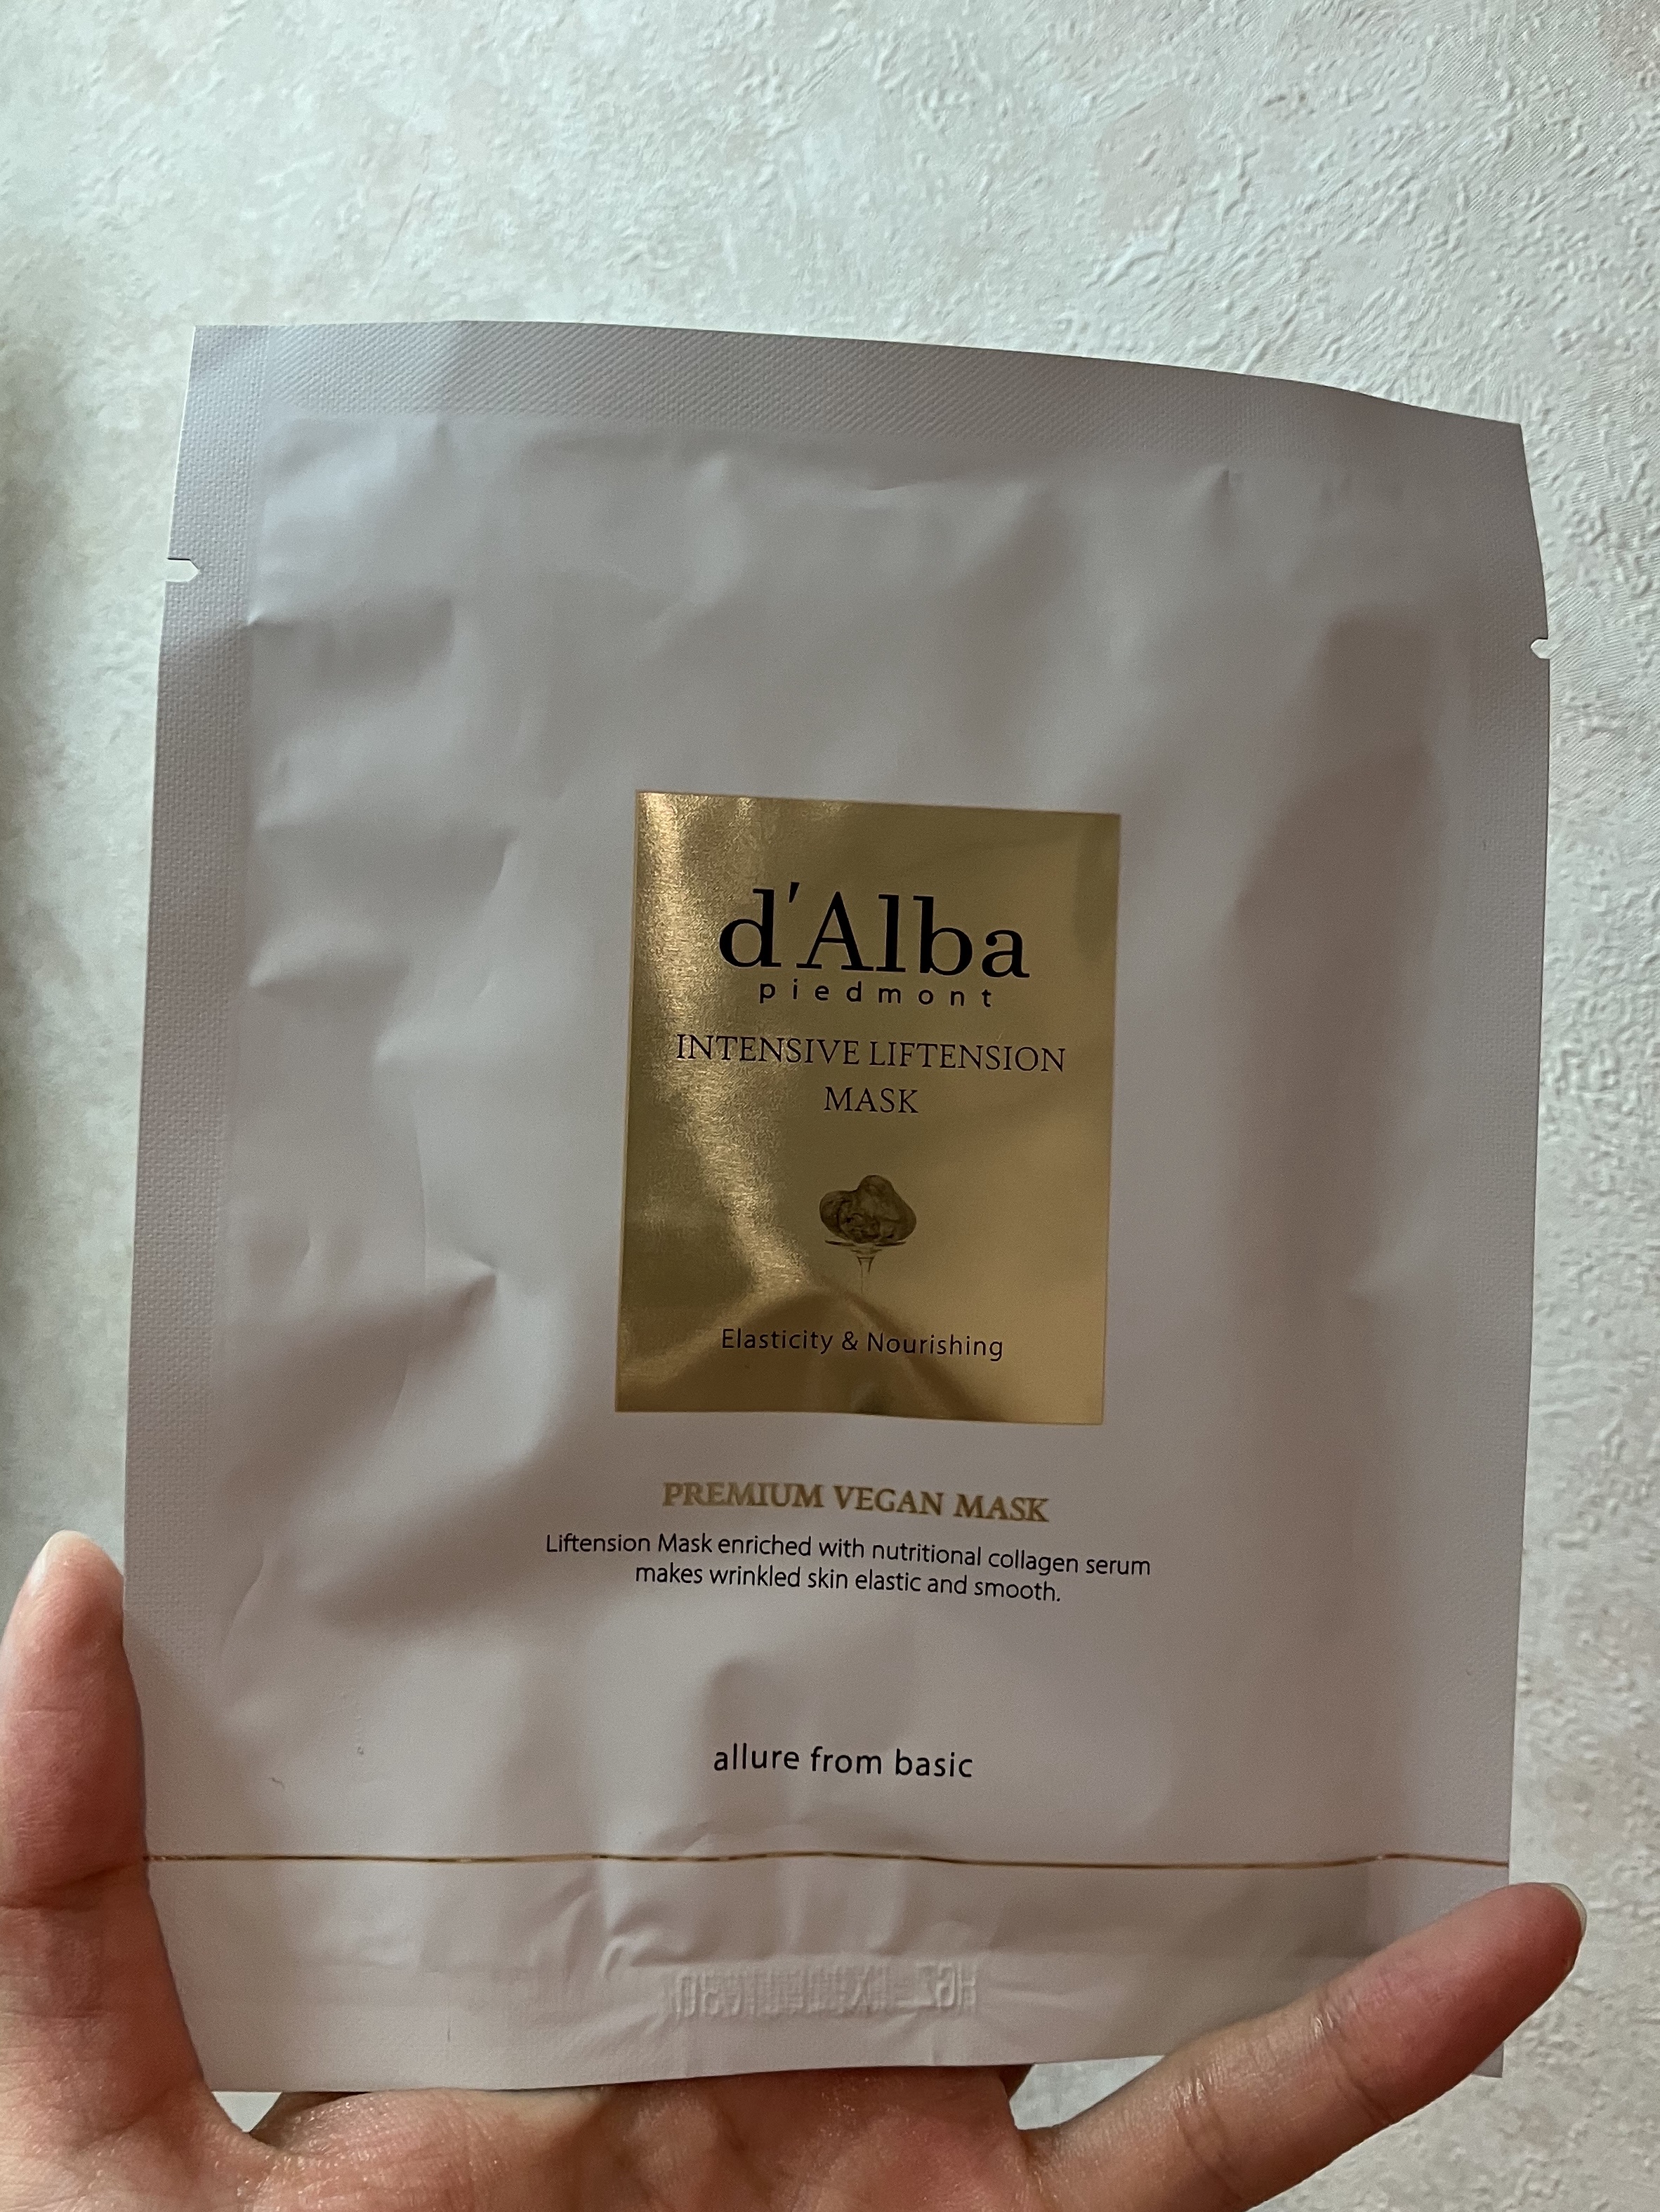 d'Alba
piedmont
INTENSIVE LIFTENSION
MASK
Elasticity & Nourishing
PREMIUM VEGAN MASK
Liftension Mask enriched with nutritional collagen serum
makes wrinkled skin elastic and smooth.
allure from basic